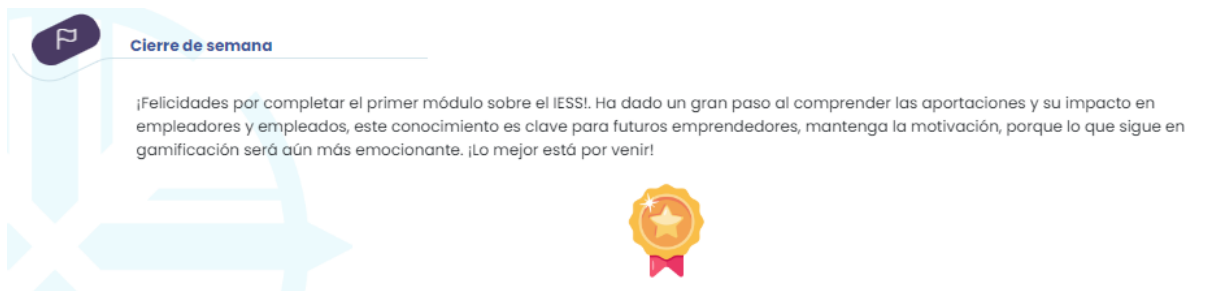 Cierre de semana
¡Felicidades por completar el primer módulo sobre el IESS!. Ha dado un gran paso al comprender las aportaciones y su impacto en
empleadores y empleados, este conocimiento es clave para futuros emprendedores, mantenga la motivación, porque lo que sigue en
gamificación será aún más emocionante. ¡Lo mejor está por venir!